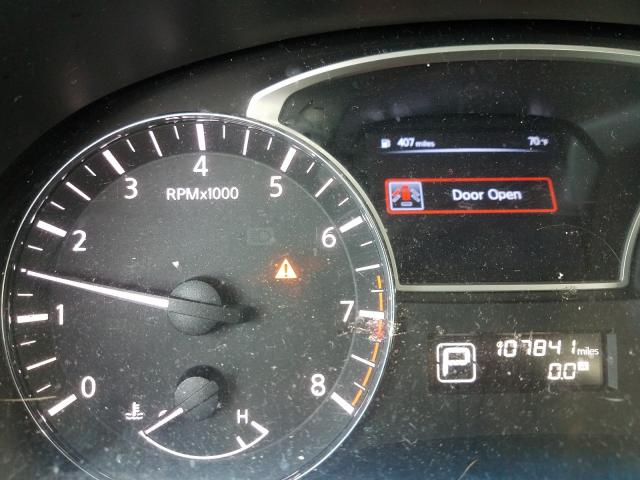 407 miles 70°F
Door Open
0 1 2 3 4 5 6 7 8
RPMx1000
P 107841 miles
0.0
H